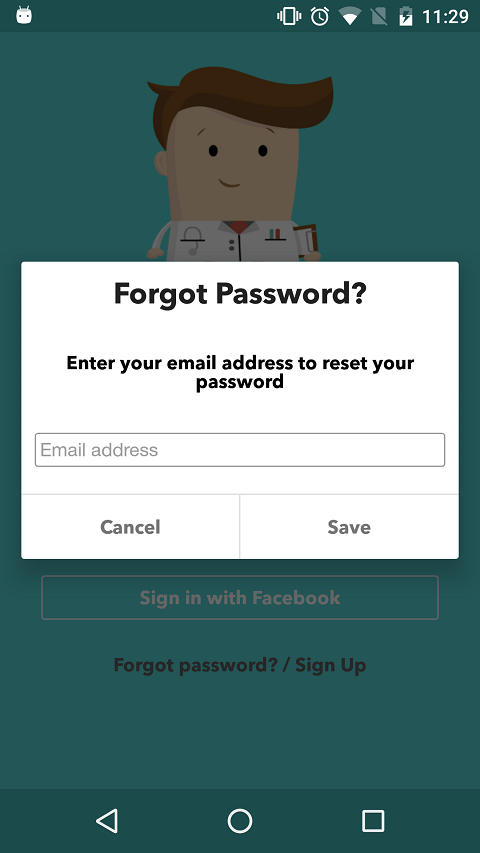 11:29
Forgot Password?
Enter your email address to reset your
password
Email address
Cancel
Save
Sign in with Facebook
Forgot password? / Sign Up